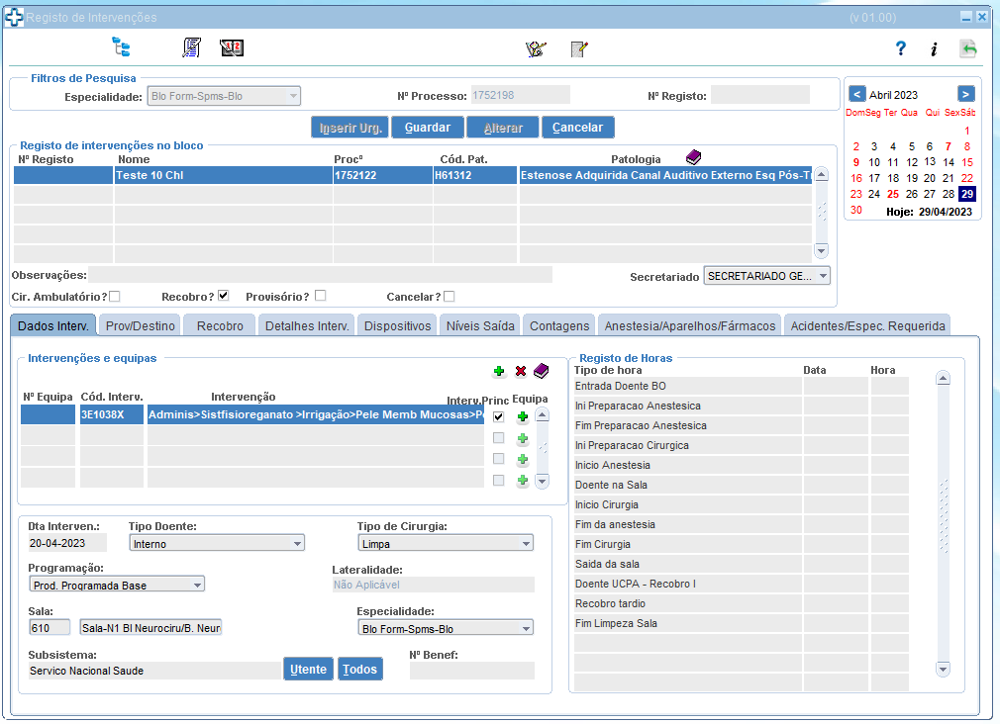 Registo de Intervenções (v 01.00)
? i
Filtros de Pesquisa
Especialidade: Blo Form-Spms-Blo Nº Processo: 1752198 Nº Registo:
< Abril 2023 >
Dom Seg Ter Qua Qui Sex Sáb
1
2 3 4 5 6 7 8
9 10 11 12 13 14 15
16 17 18 19 20 21 22
23 24 25 26 27 28 29
30 Hoje: 29/04/2023
Inserir Urg. Guardar Alterar Cancelar
Registo de intervenções no bloco
Nº Registo Nome Procº Cód. Pat. Patologia
Teste 10 Chl 1752122 H61312 Estenose Adquirida Canal Auditivo Externo Esq Pós-Tr
Observações: Secretariado SECRETARIADO GE...
Cir. Ambulatório? Recobro? Provisório? Cancelar?
Dados Interv. Prov/Destino Recobro Detalhes Interv. Dispositivos Níveis Saída Contagens Anestesia/Aparelhos/Fármacos Acidentes/Espec. Requerida
Intervenções e equipas
Nº Equipa Cód. Interv. Intervenção Interv.Princ Equipa
3E1038X Adminis>Sistfisioreganato >Irrigação>Pele Memb Mucosas>Pe
Dta Interven.: Tipo Doente: Tipo de Cirurgia:
20-04-2023 Interno Limpa
Programação: Lateralidade:
Prod. Programada Base Não Aplicável
Sala: Especialidade:
610 Sala-N1 Bl Neurociru/B. Neur Blo Form-Spms-Blo
Subsistema: Nº Benef:
Servico Nacional Saude Utente Todos
Registo de Horas
Tipo de hora Data Hora
Entrada Doente BO
Ini Preparacao Anestesica
Fim Preparacao Anestesica
Ini Preparacao Cirurgica
Inicio Anestesia
Doente na Sala
Inicio Cirurgia
Fim da anestesia
Fim Cirurgia
Saida da sala
Doente UCPA - Recobro I
Recobro tardio
Fim Limpeza Sala